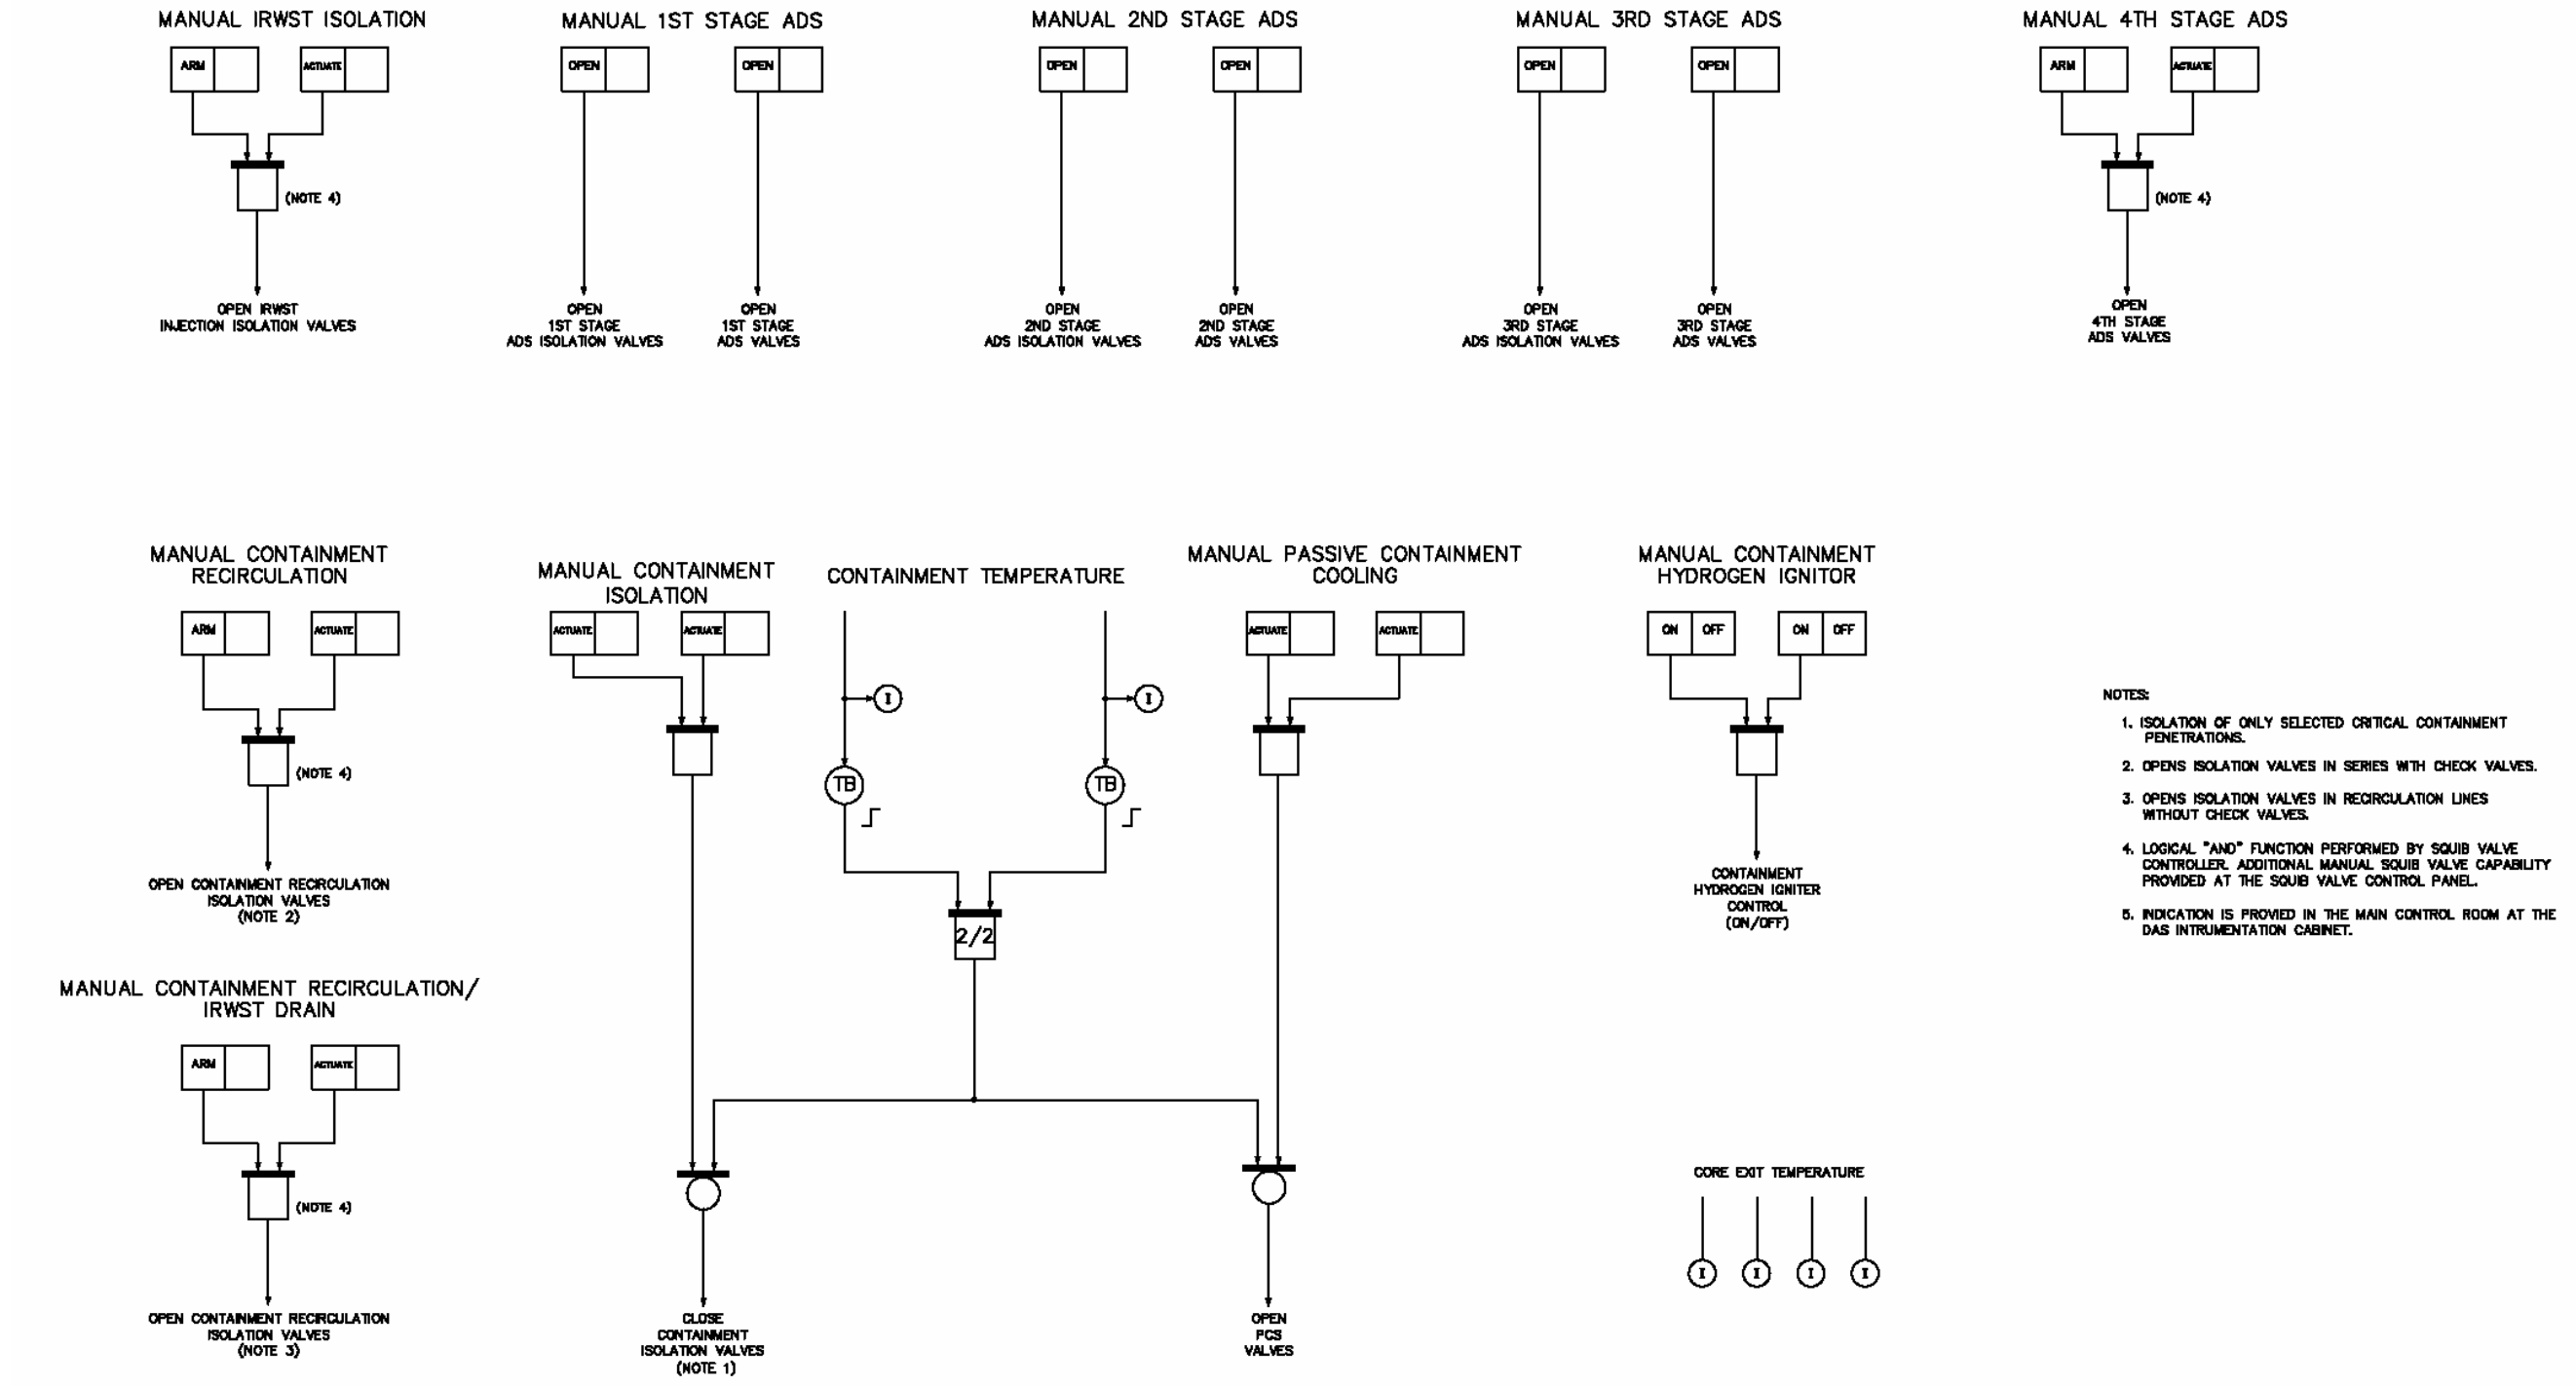 MANUAL IRWST ISOLATION
ARM
ACTUATE
(NOTE 4)
OPEN IRWST
INJECTION ISOLATION VALVES
MANUAL 1ST STAGE ADS
OPEN
OPEN
OPEN
1ST STAGE
ADS ISOLATION VALVES
OPEN
1ST STAGE
ADS VALVES
MANUAL 2ND STAGE ADS
OPEN
OPEN
OPEN
2ND STAGE
ADS ISOLATION VALVES
OPEN
2ND STAGE
ADS VALVES
MANUAL 3RD STAGE ADS
OPEN
OPEN
OPEN
3RD STAGE
ADS ISOLATION VALVES
OPEN
3RD STAGE
ADS VALVES
MANUAL 4TH STAGE ADS
ARM
ACTUATE
(NOTE 4)
OPEN
4TH STAGE
ADS VALVES
MANUAL CONTAINMENT
RECIRCULATION
ARM
ACTUATE
(NOTE 4)
OPEN CONTAINMENT RECIRCULATION
ISOLATION VALVES
(NOTE 2)
MANUAL CONTAINMENT
ISOLATION
ACTUATE
ACTUATE
CONTAINMENT TEMPERATURE
I
I
TB
TB
2/2
MANUAL PASSIVE CONTAINMENT
COOLING
ACTUATE
ACTUATE
MANUAL CONTAINMENT
HYDROGEN IGNITOR
ON OFF
ON OFF
CONTAINMENT
HYDROGEN IGNITER
CONTROL
(ON/OFF)
NOTES:
1. ISOLATION OF ONLY SELECTED CRITICAL CONTAINMENT
PENETRATIONS.
2. OPENS ISOLATION VALVES IN SERIES WITH CHECK VALVES.
3. OPENS ISOLATION VALVES IN RECIRCULATION LINES
WITHOUT CHECK VALVES.
4. LOGICAL "AND" FUNCTION PERFORMED BY SQUIB VALVE
CONTROLLER. ADDITIONAL MANUAL SQUIB VALVE CAPABILITY
PROVIDED AT THE SQUIB VALVE CONTROL PANEL.
5. INDICATION IS PROVIED IN THE MAIN CONTROL ROOM AT THE
DAS INTRUMENTATION CABINET.
MANUAL CONTAINMENT RECIRCULATION/
IRWST DRAIN
ARM
ACTUATE
(NOTE 4)
OPEN CONTAINMENT RECIRCULATION
ISOLATION VALVES
(NOTE 3)
CLOSE
CONTAINMENT
ISOLATION VALVES
(NOTE 1)
OPEN
PCS
VALVES
CORE EXIT TEMPERATURE
I I I I